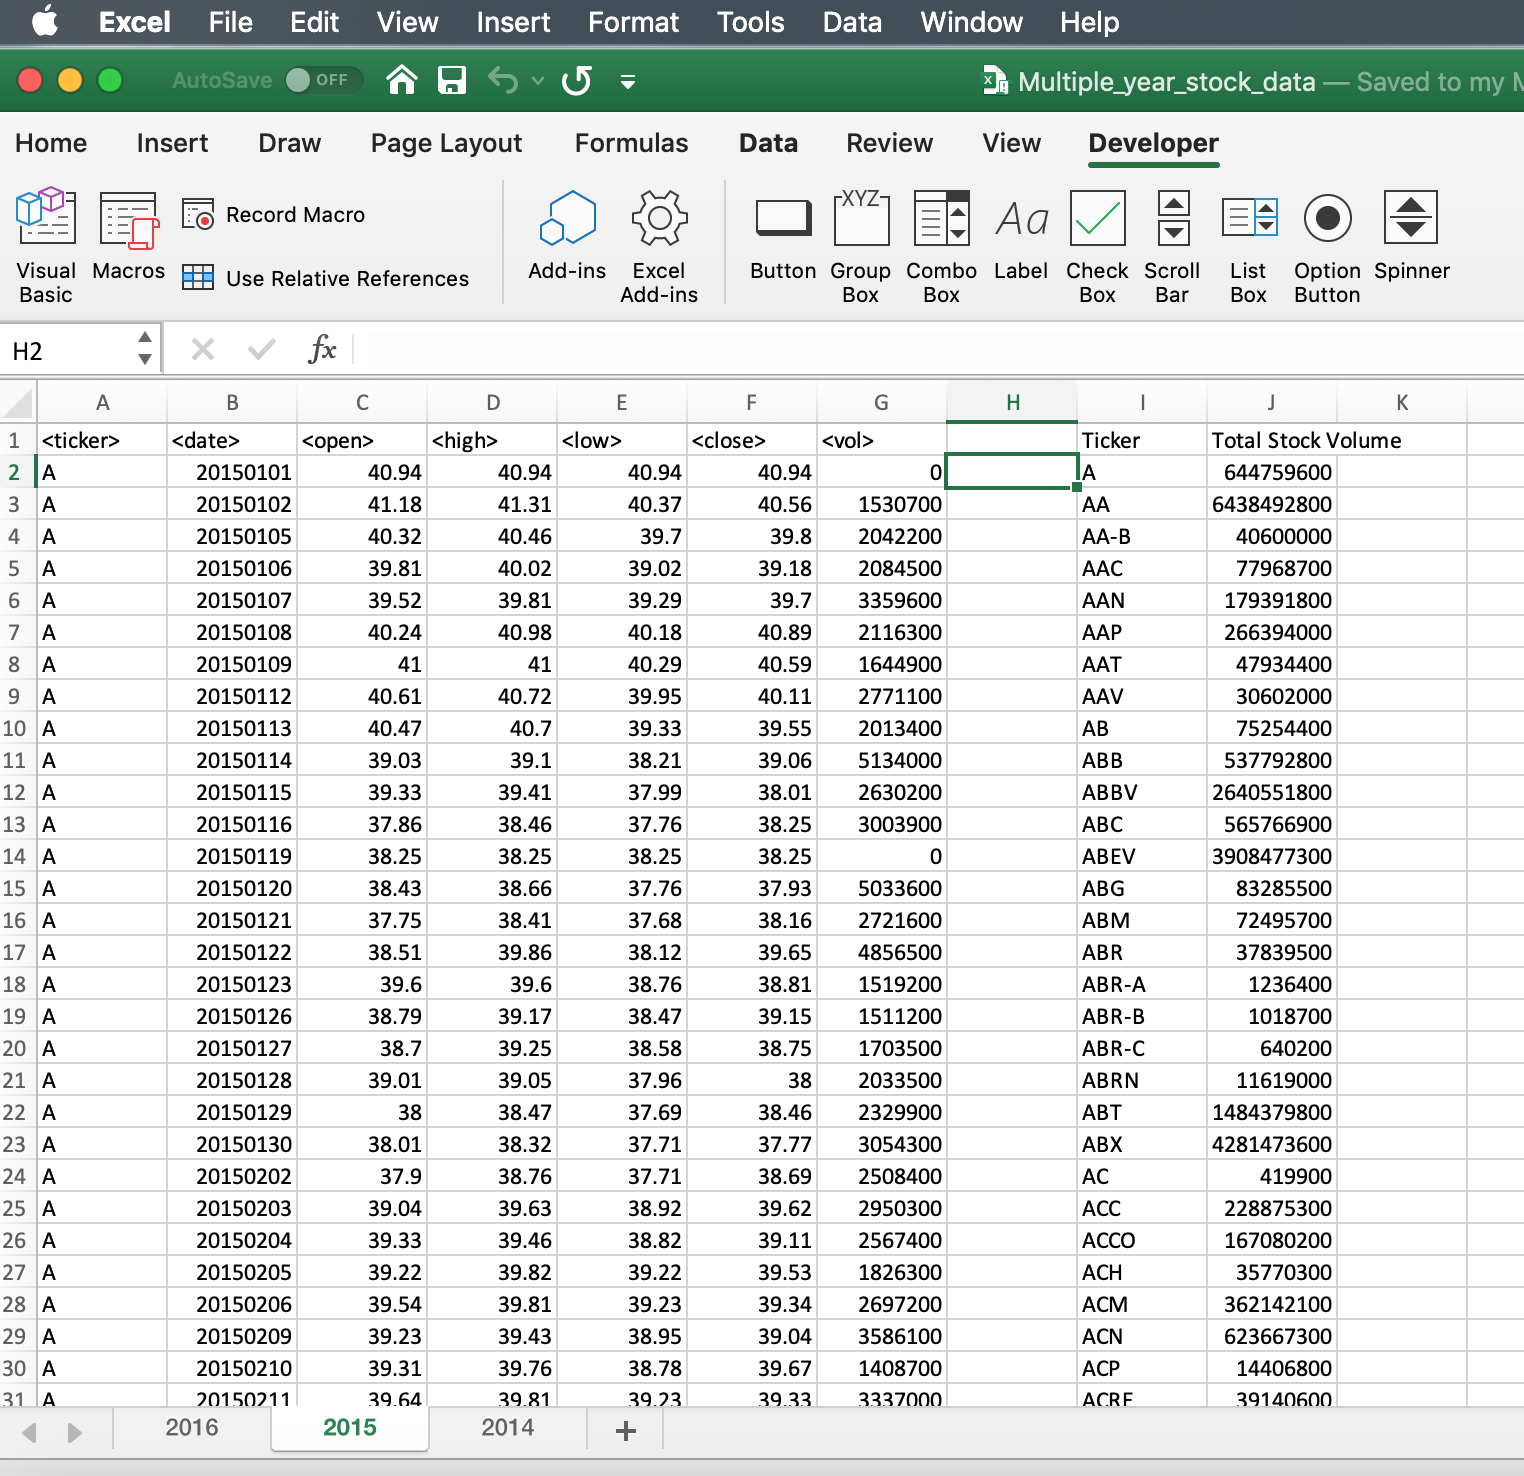 Excel File Edit View Insert Format Tools Data Window Help
AutoSave OFF Multiple_year_stock_data — Saved to my M
Home Insert Draw Page Layout Formulas Data Review View Developer
Visual Basic Macros Record Macro Use Relative References Add-ins Excel Add-ins XYZ Button Group Box Combo Box Aa Label Check Box Scroll Bar List Box Option Button Spinner
H2 fx
A B C D E F G H I J K
1 <ticker> <date> <open> <high> <low> <close> <vol> Ticker Total Stock Volume
2 A 20150101 40.94 40.94 40.94 40.94 0 A 644759600
3 A 20150102 41.18 41.31 40.37 40.56 1530700 AA 6438492800
4 A 20150105 40.32 40.46 39.7 39.8 2042200 AA-B 40600000
5 A 20150106 39.81 40.02 39.02 39.18 2084500 AAC 77968700
6 A 20150107 39.52 39.81 39.29 39.7 3359600 AAN 179391800
7 A 20150108 40.24 40.98 40.18 40.89 2116300 AAP 266394000
8 A 20150109 41 41 40.29 40.59 1644900 AAT 47934400
9 A 20150112 40.61 40.72 39.95 40.11 2771100 AAV 30602000
10 A 20150113 40.47 40.7 39.33 39.55 2013400 AB 75254400
11 A 20150114 39.03 39.1 38.21 39.06 5134000 ABB 537792800
12 A 20150115 39.33 39.41 37.99 38.01 2630200 ABBV 2640551800
13 A 20150116 37.86 38.46 37.76 38.25 3003900 ABC 565766900
14 A 20150119 38.25 38.25 38.25 38.25 0 ABEV 3908477300
15 A 20150120 38.43 38.66 37.76 37.93 5033600 ABG 83285500
16 A 20150121 37.75 38.41 37.68 38.16 2721600 ABM 72495700
17 A 20150122 38.51 39.86 38.12 39.65 4856500 ABR 37839500
18 A 20150123 39.6 39.6 38.76 38.81 1519200 ABR-A 1236400
19 A 20150126 38.79 39.17 38.47 39.15 1511200 ABR-B 1018700
20 A 20150127 38.7 39.25 38.58 38.75 1703500 ABR-C 640200
21 A 20150128 39.01 39.05 37.96 38 2033500 ABRN 11619000
22 A 20150129 38 38.47 37.69 38.46 2329900 ABT 1484379800
23 A 20150130 38.01 38.32 37.71 37.77 3054300 ABX 4281473600
24 A 20150202 37.9 38.76 37.71 38.69 2508400 AC 419900
25 A 20150203 39.04 39.63 38.92 39.62 2950300 ACC 228875300
26 A 20150204 39.33 39.46 38.82 39.11 2567400 ACCO 167080200
27 A 20150205 39.22 39.82 39.22 39.53 1826300 ACH 35770300
28 A 20150206 39.54 39.81 39.23 39.34 2697200 ACM 362142100
29 A 20150209 39.23 39.43 38.95 39.04 3586100 ACN 623667300
30 A 20150210 39.31 39.76 38.78 39.67 1408700 ACP 14406800
31 A 20150211 39.64 39.81 39.23 39.33 3337000 ACRE 39140600
2016 2015 2014